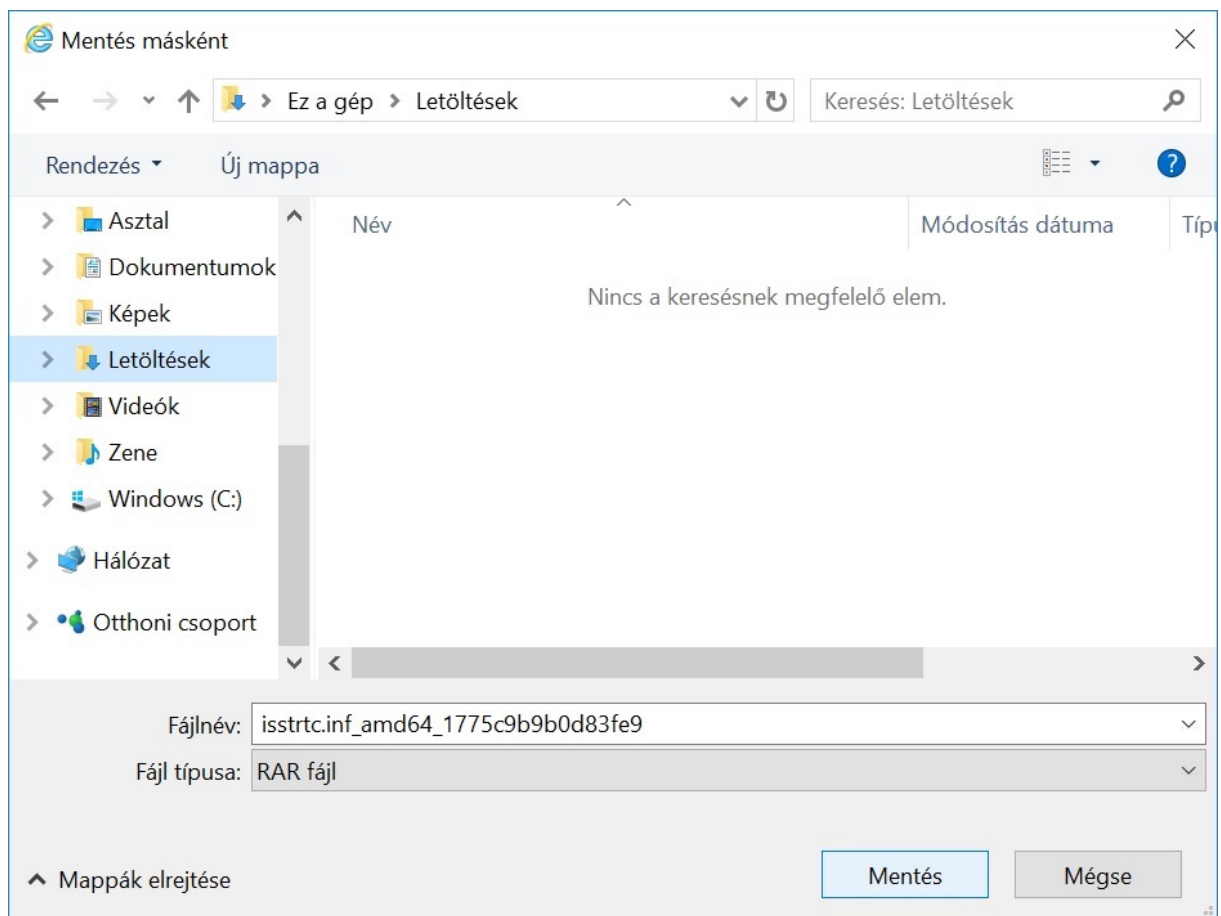 Mentés másként
Ez a gép Letöltések
Keresés: Letöltések
Rendezés Új mappa
?
Asztal
Dokumentumok
Képek
Letöltések
Videók
Zene
Windows (C:)
Hálózat
Otthoni csoport
Név Módosítás dátuma Típu
Nincs a keresésnek megfelelő elem.
Fájlnév: isstrtc.inf_amd64_1775c9b9b0d83fe9
Fájl típusa: RAR fájl
Mappák elrejtése
Mentés Mégse